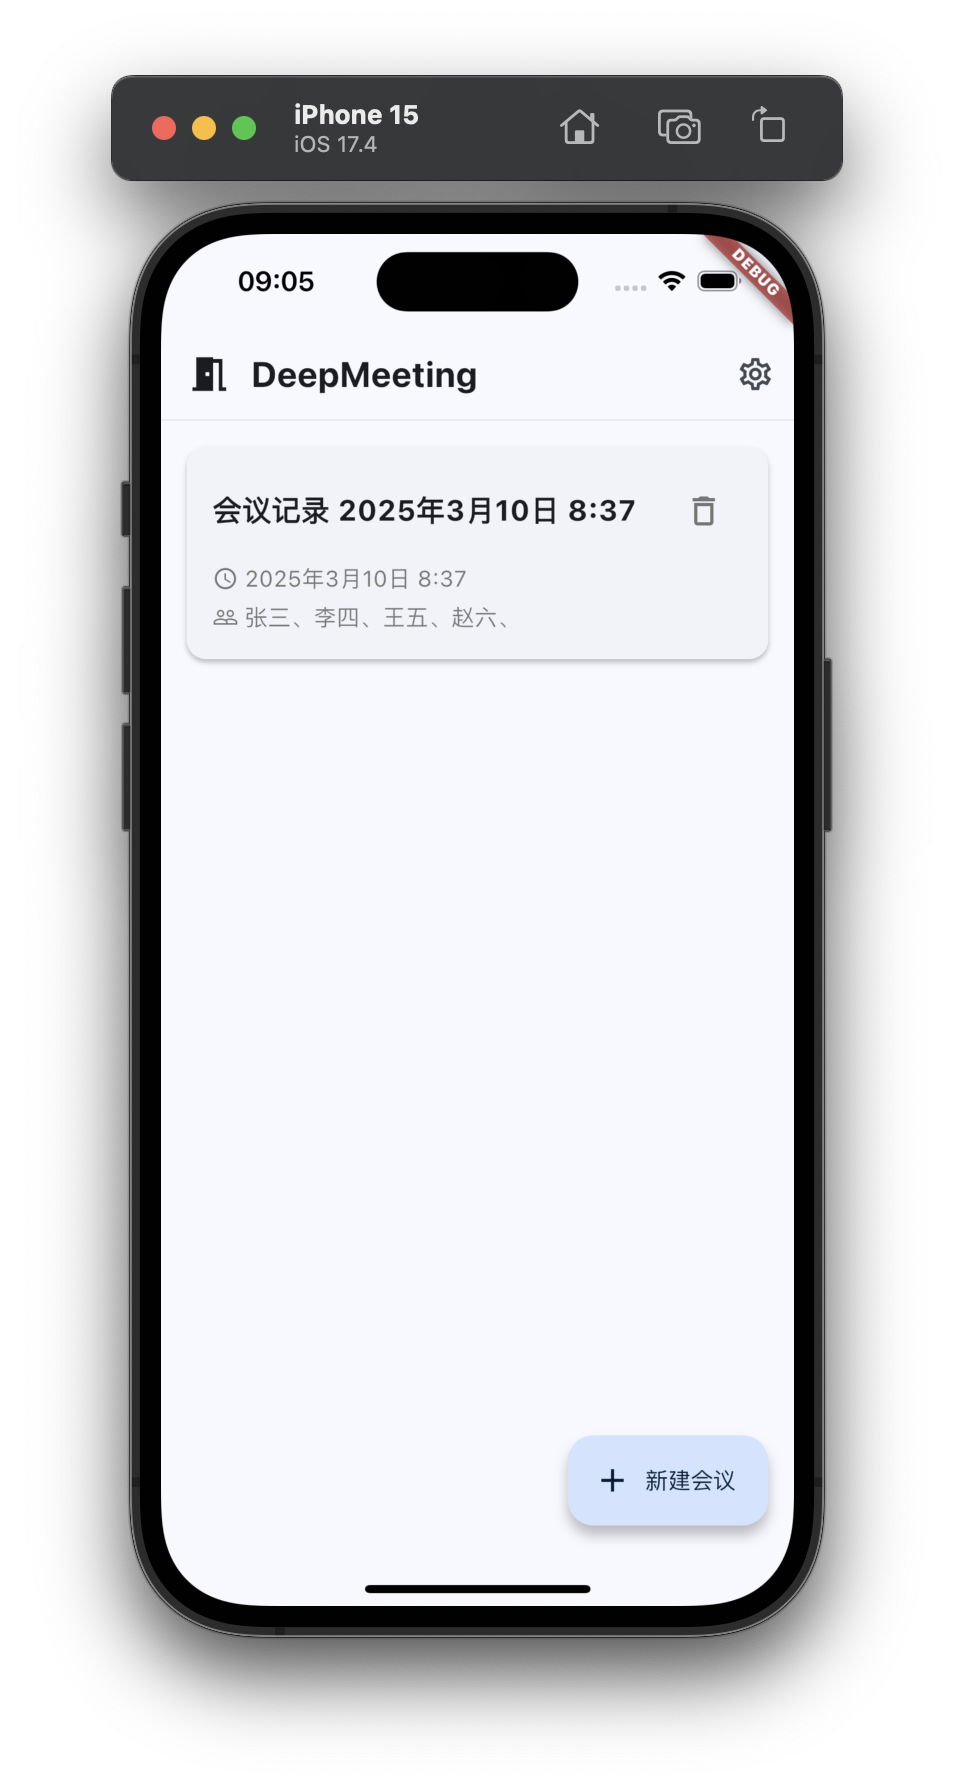 iPhone 15
iOS 17.4
09:05
DEBUG
DeepMeeting
会议记录 2025年3月10日 8:37
2025年3月10日 8:37
张三、李四、王五、赵六、
新建会议